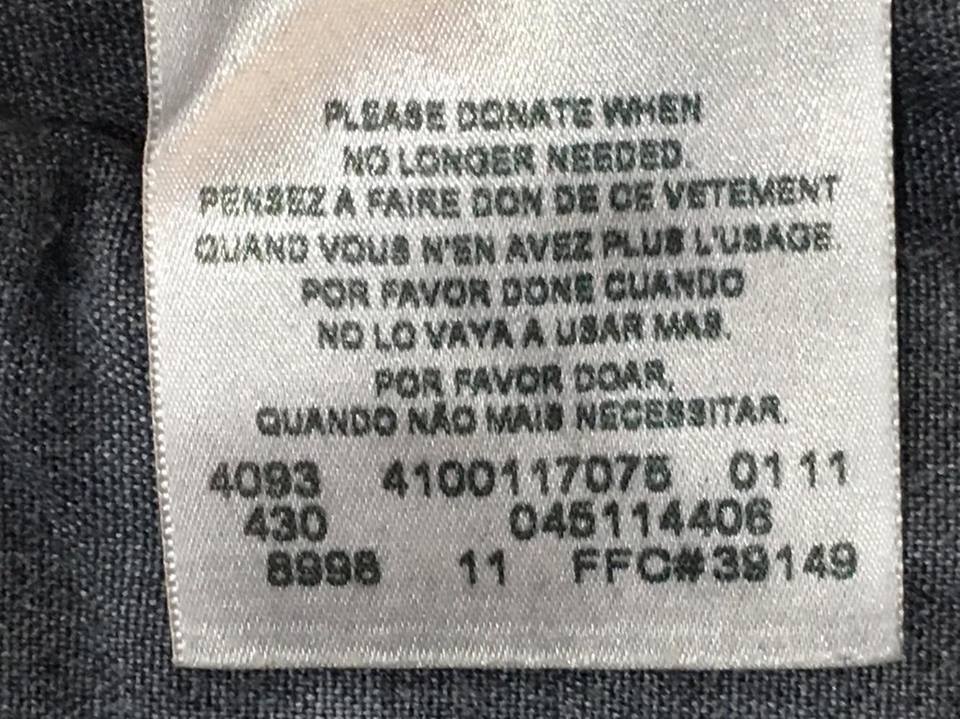 PLEASE DONATE WHEN
NO LONGER NEEDED.
PENSEZ A FAIRE DON DE CE VETEMENT
QUAND VOUS N'EN AVEZ PLUS L'USAGE.
POR FAVOR DONE CUANDO
NO LO VAYA A USAR MAS.
POR FAVOR DOAR,
QUANDO NÃO MAIS NECESSITAR.
4093 4100117075 01 11
430 045114406
8998 11 FFC#39149